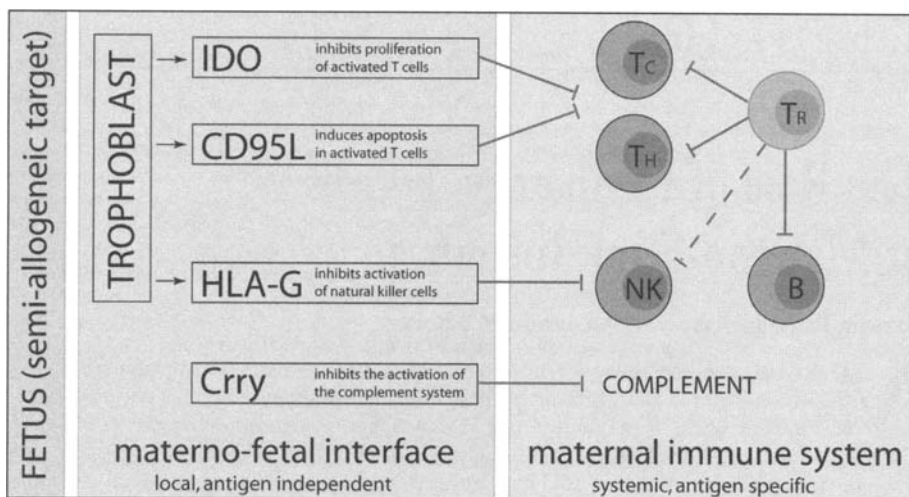 FETUS (semi-allogeneic target)
TROPHOBLAST
IDO
inhibits proliferation
of activated T cells
CD95L
induces apoptosis
in activated T cells
HLA-G
inhibits activation
of natural killer cells
Crry
inhibits the activation of
the complement system
materno-fetal interface
local, antigen independent
Tc
TR
TH
NK
B
COMPLEMENT
maternal immune system
systemic, antigen specific